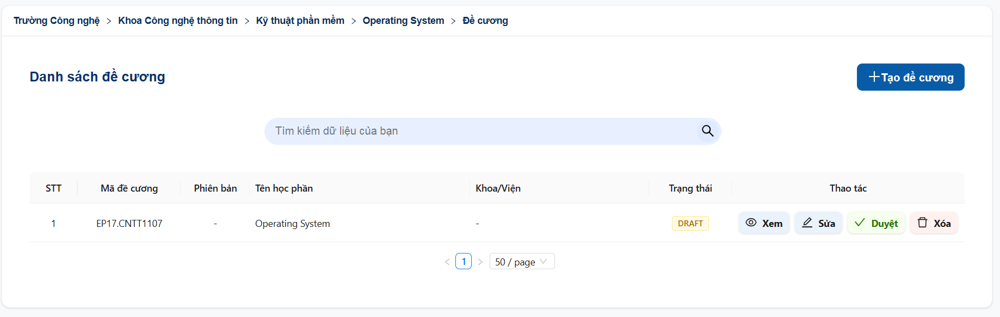 Trường Công nghệ > Khoa Công nghệ thông tin > Kỹ thuật phần mềm > Operating System > Đề cương
Danh sách đề cương
+Tạo đề cương
Tìm kiếm dữ liệu của bạn
STT Mã đề cương Phiên bản Tên học phần Khoa/Viện Trạng thái Thao tác
1 EP17.CNTT1107 - Operating System - DRAFT Xem Sửa Duyệt Xóa
< 1 > 50 / page